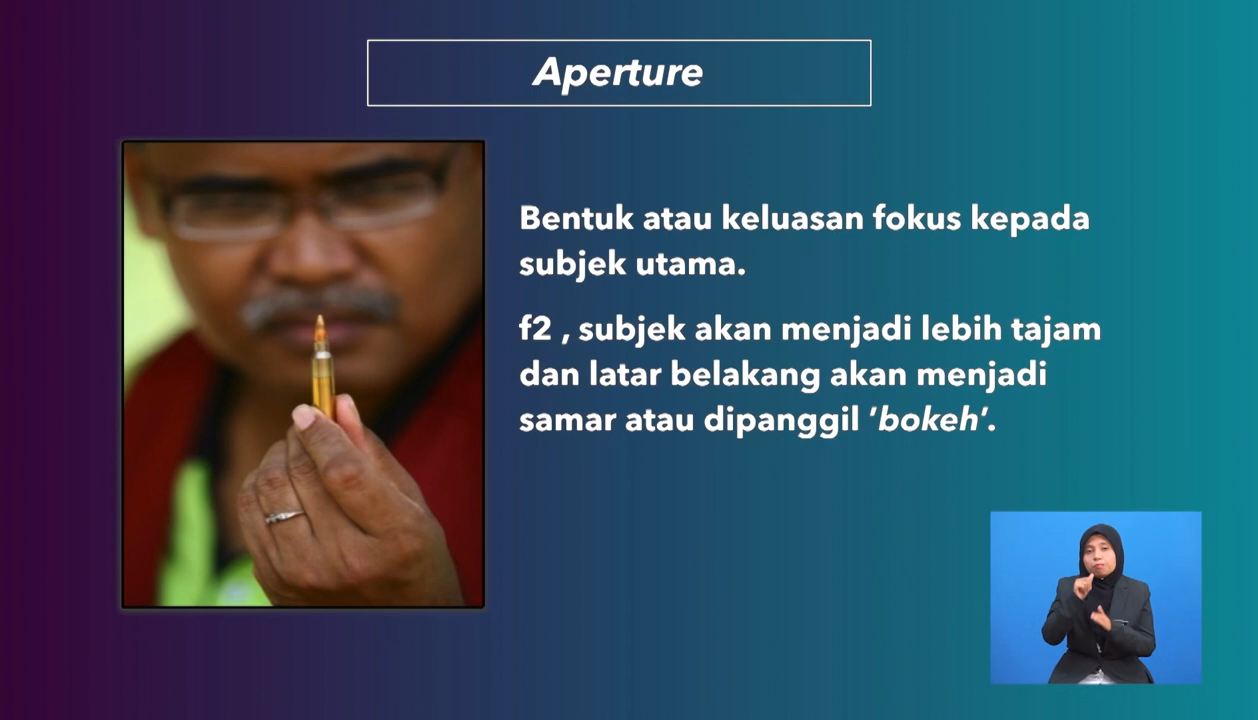 Aperture
Bentuk atau keluasan fokus kepada
subjek utama.
f2 , subjek akan menjadi lebih tajam
dan latar belakang akan menjadi
samar atau dipanggil ’bokeh’.